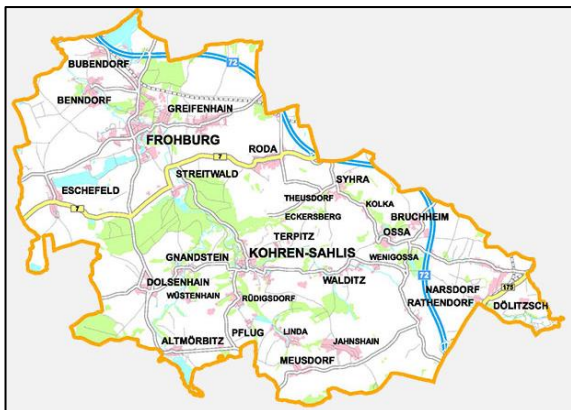 BUBENDORF
72
BENNDORF
GREIFENHAIN
FROHBURG
RODA
7
STREITWALD
SYHRA
ESCHEFELD
THEUSDORF
7
KOLKA
ECKERSBERG
BRUCHHEIM
TERPITZ
OSSA
GNANDSTEIN
KOHREN-SAHLIS
WENIGOSSA
72
DOLSENHAIN
WALDITZ
NARSDORF
175
WÜSTENHAIN
RÜDIGSDORF
RATHENDORF
DÖLITZSCH
PFLUG
LINDA
ALTMÖRBITZ
JAHNSHAIN
MEUSDORF